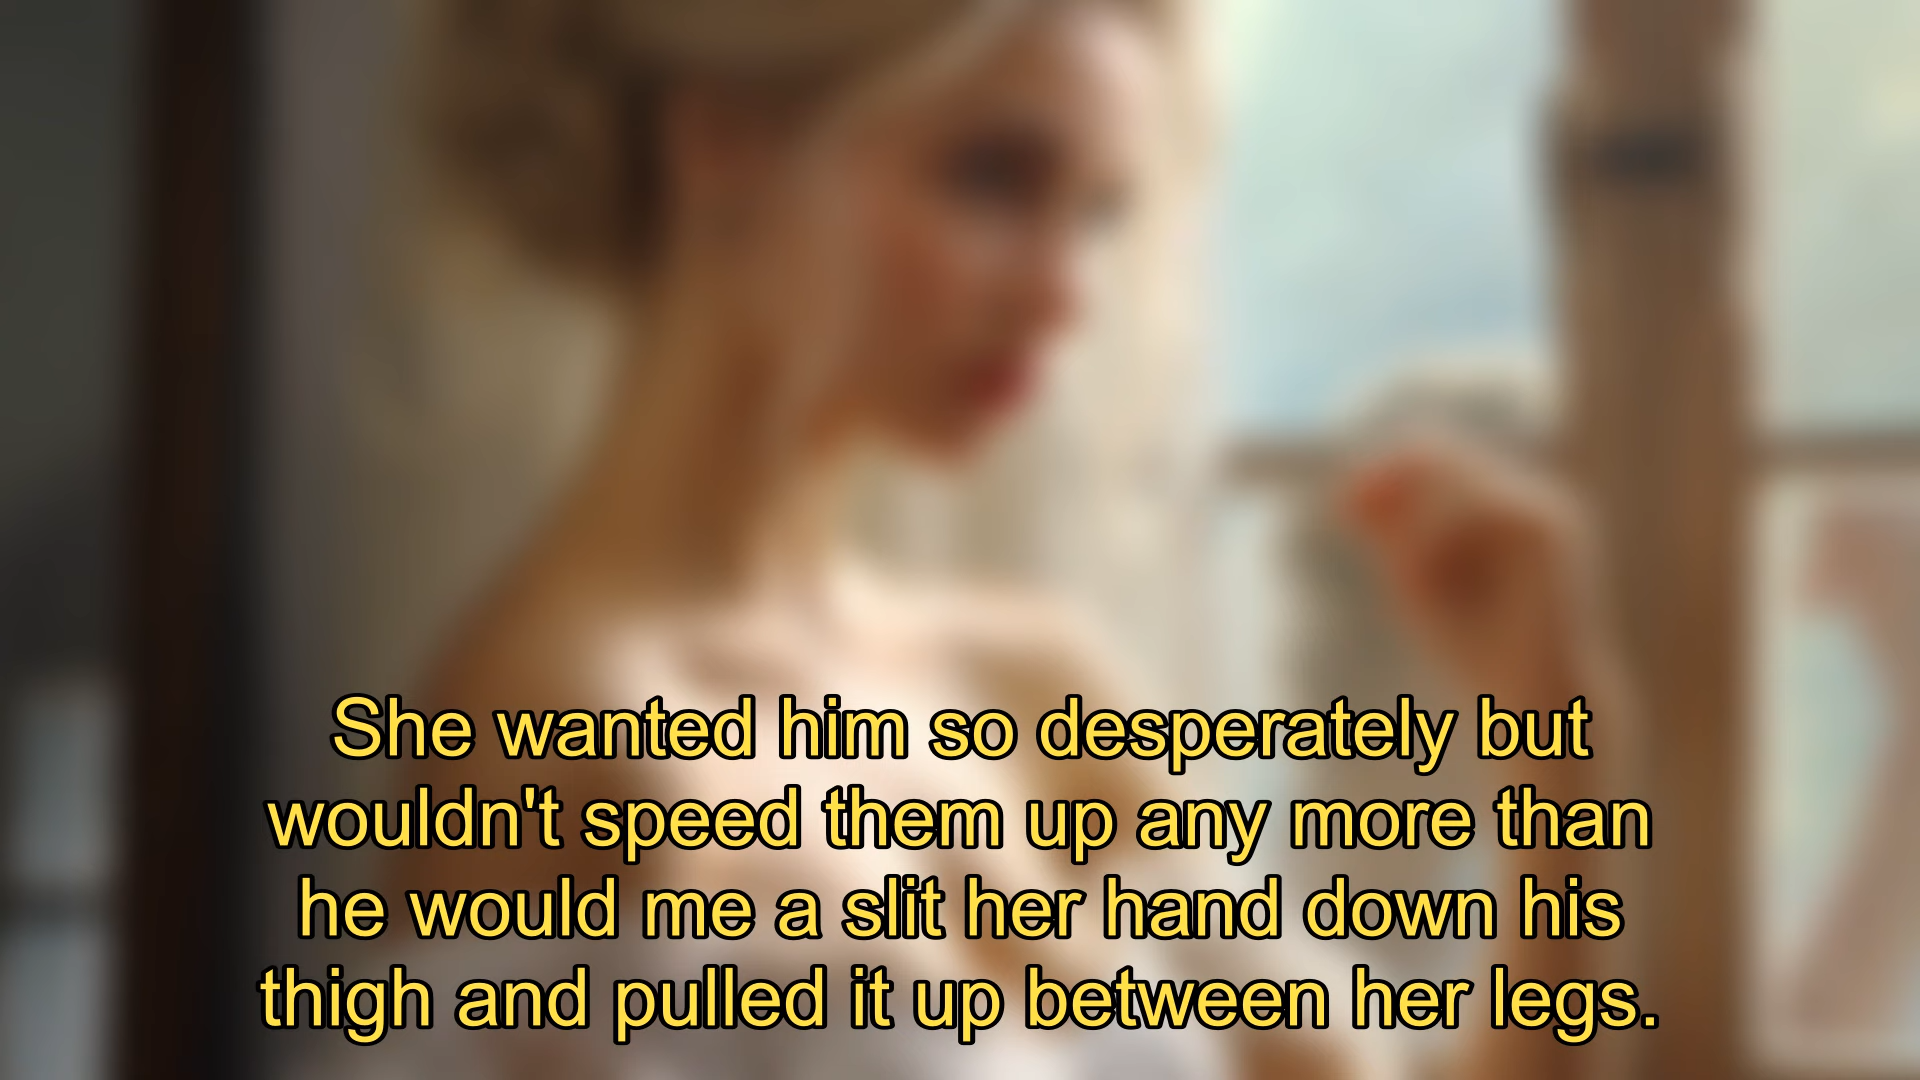 She wanted him so desperately but
wouldn't speed them up any more than
he would me a slit her hand down his
thigh and pulled it up between her legs.